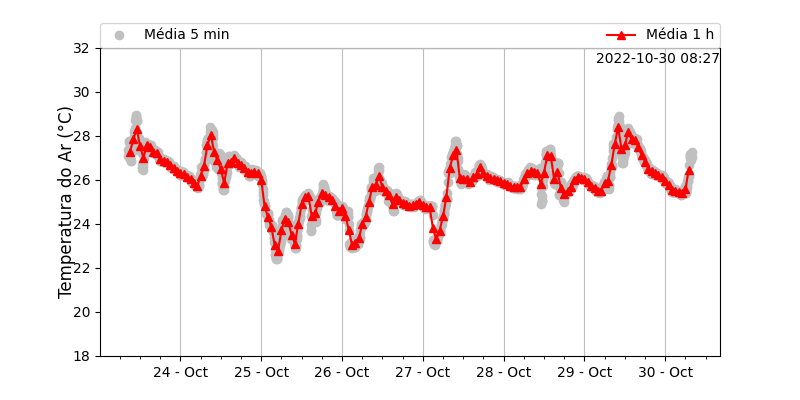 Média 5 min
Média 1 h
2022-10-30 08:27
Temperatura do Ar (°C)
32
30
28
26
24
22
20
18
24 - Oct
25 - Oct
26 - Oct
27 - Oct
28 - Oct
29 - Oct
30 - Oct